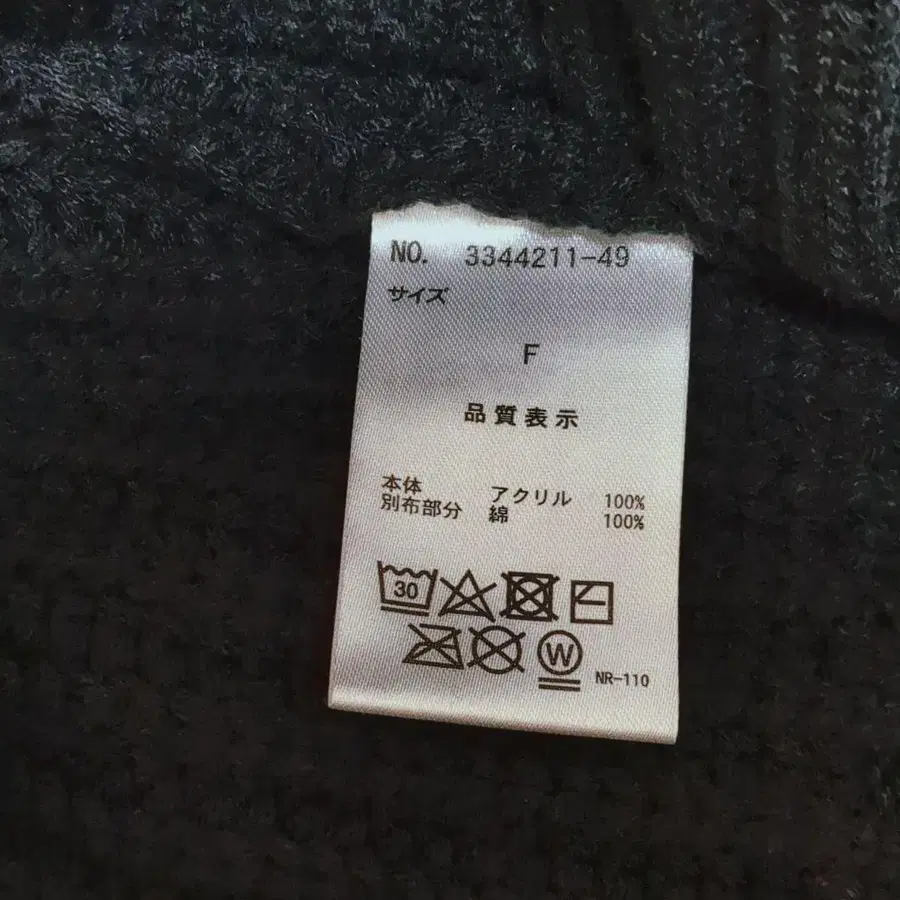 NO. 3344211-49
サイズ
F
品質表示
本体 アクリル 100%
別布部分 綿 100%
30
W
NR-110